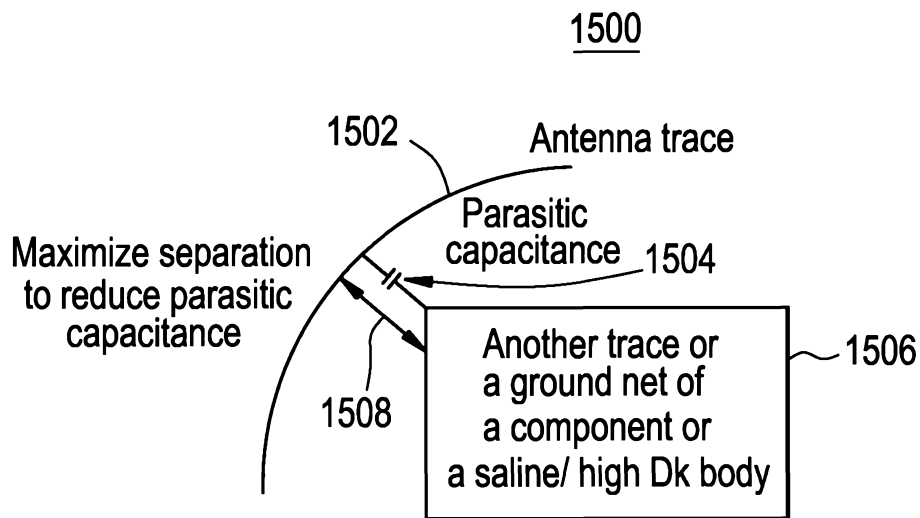 1500
1502
Antenna trace
Parasitic
capacitance
1504
Maximize separation
to reduce parasitic
capacitance
1508
Another trace or
a ground net of
a component or
a saline/ high Dk body
1506